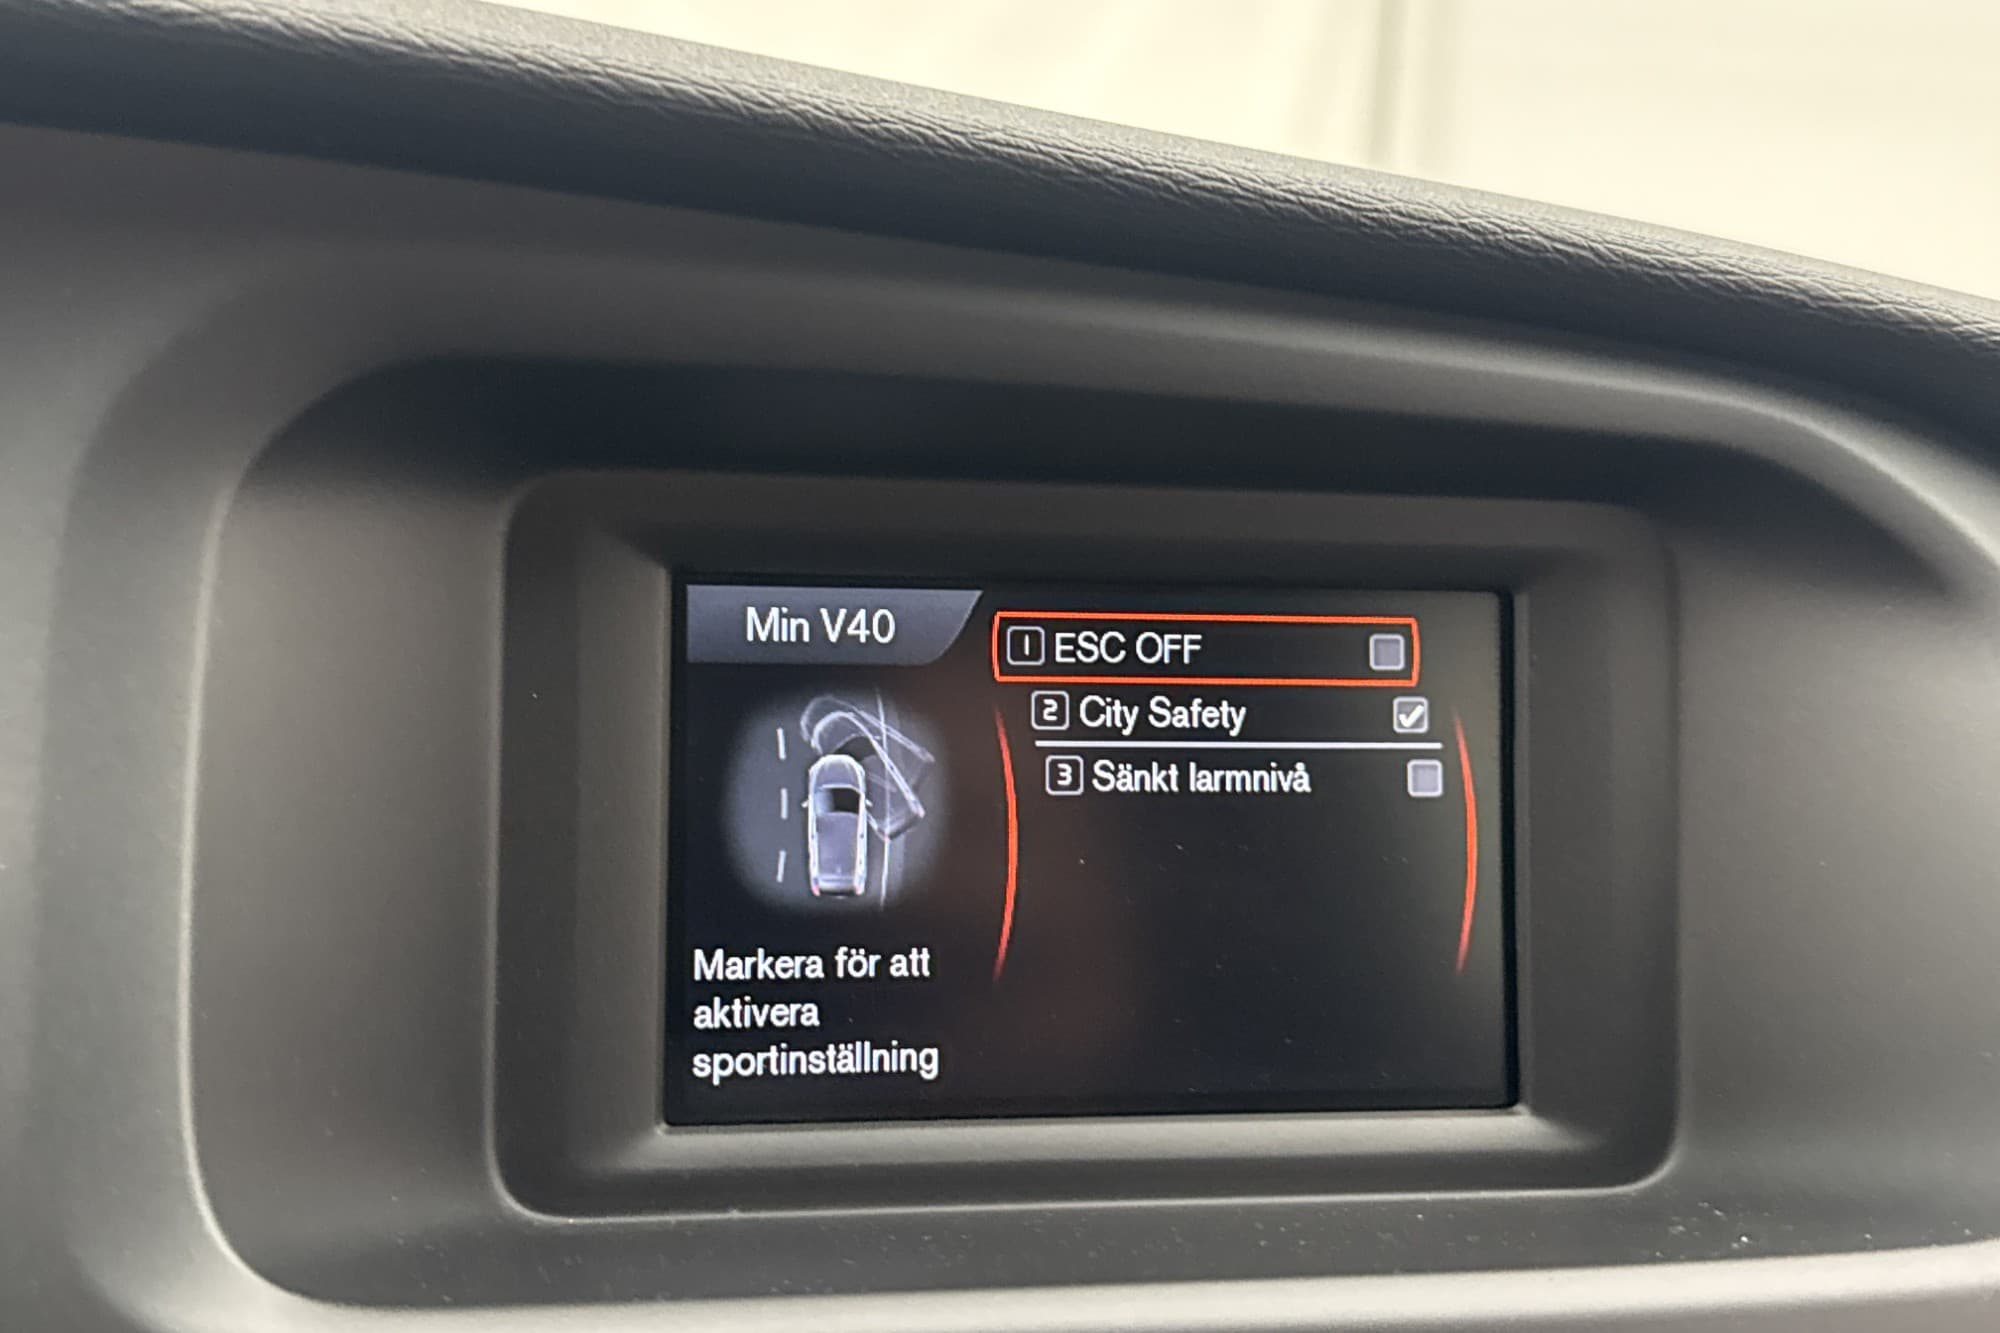 Min V40
1 ESC OFF
2 City Safety
3 Sänkt larmnivå
Markera för att
aktivera
sportinställning